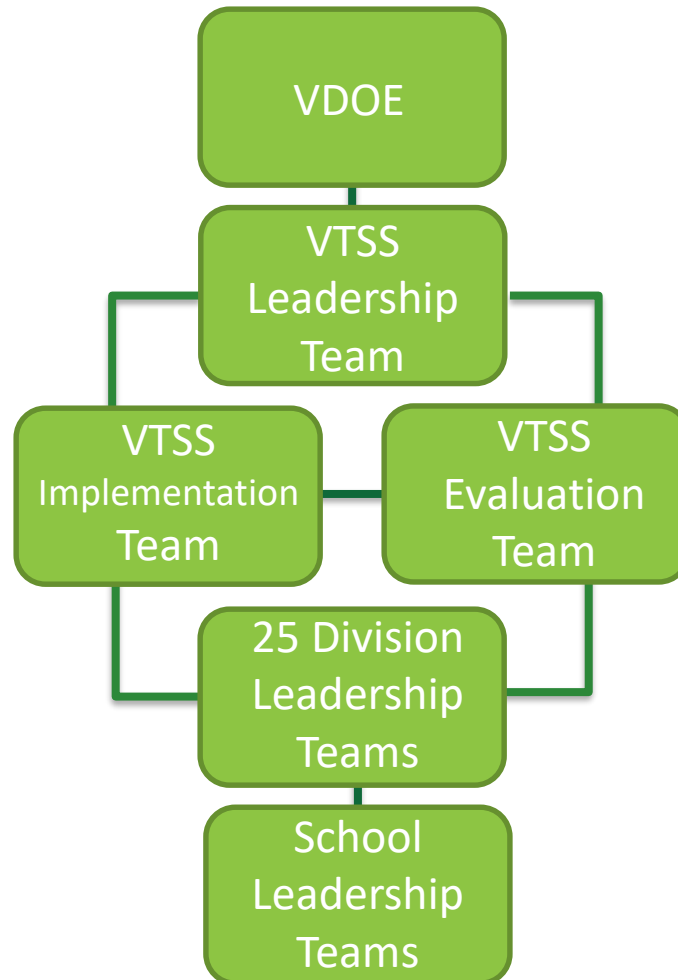 VDOE
VTSS
Leadership
Team
VTSS
Implementation
Team
VTSS
Evaluation
Team
25 Division
Leadership
Teams
School
Leadership
Teams